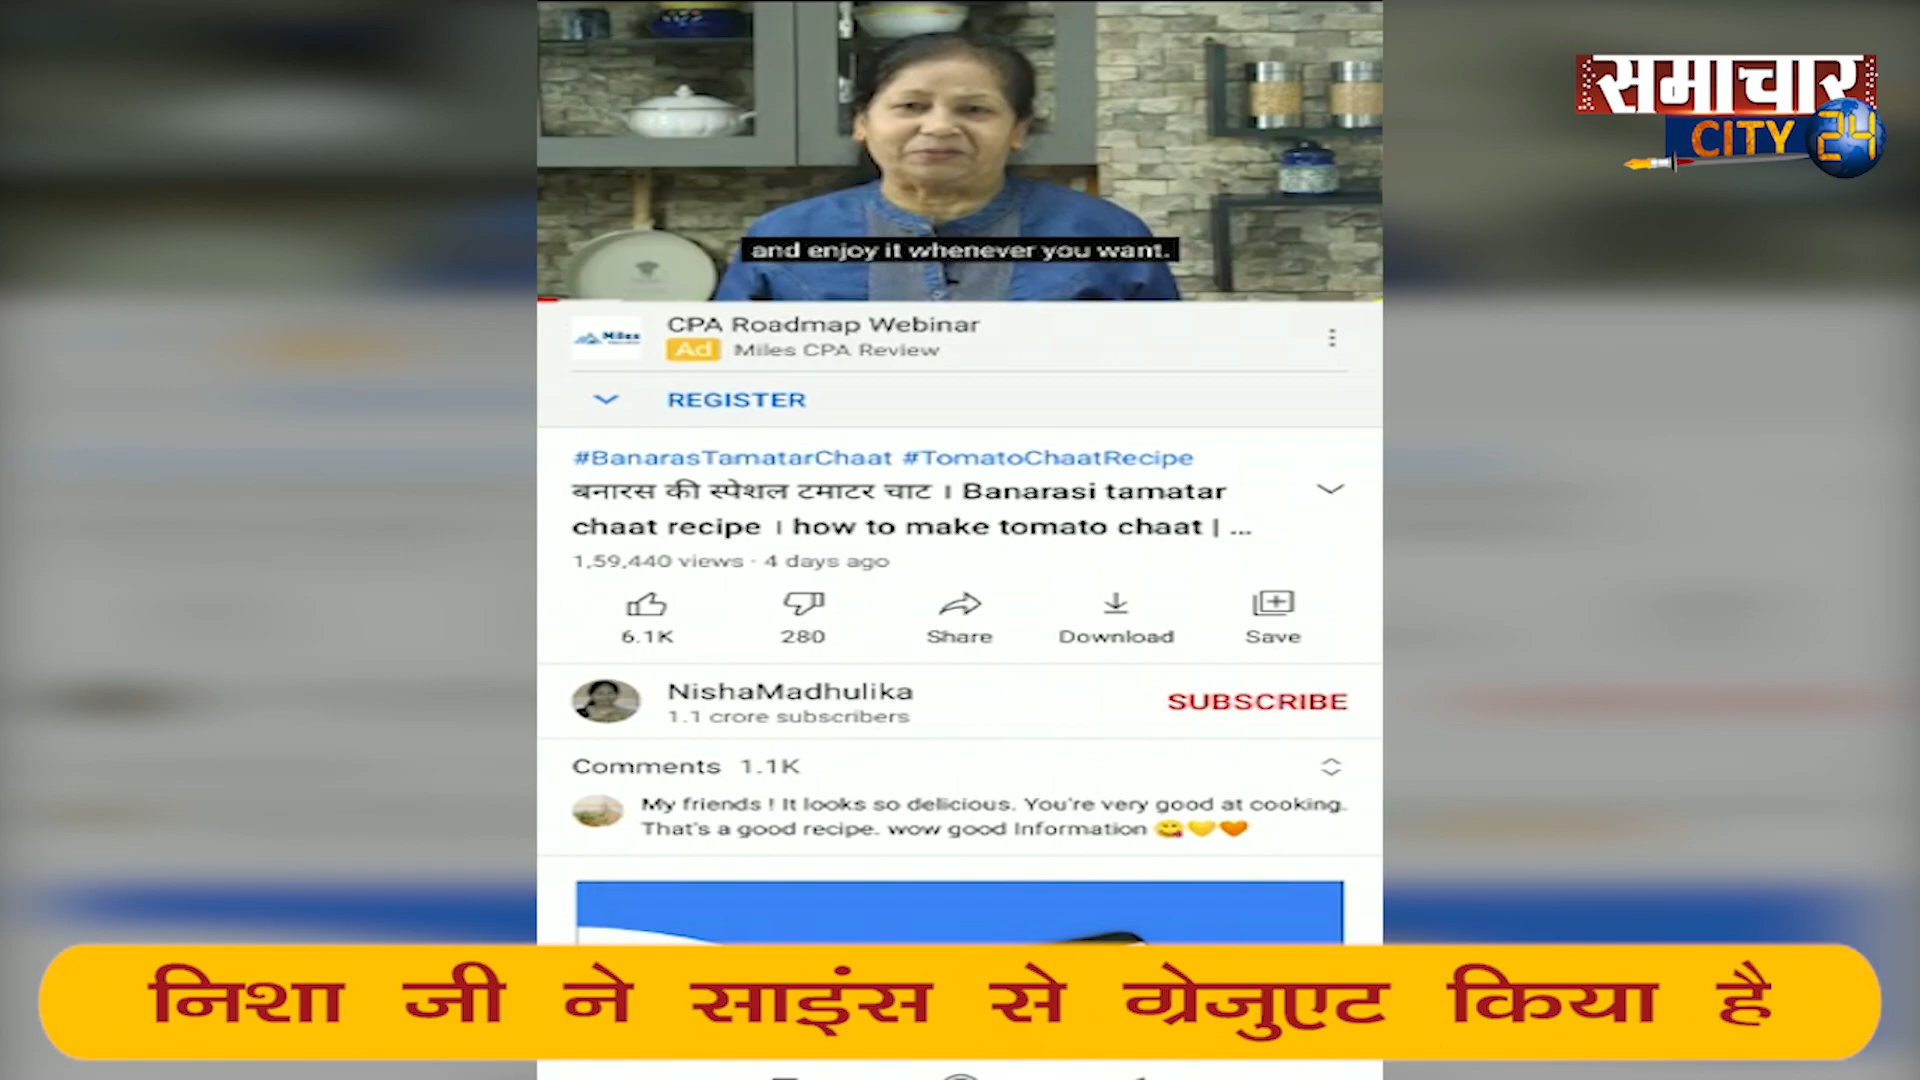 समाचार
CITY 24
and enjoy it whenever you want.
Miles
CPA Roadmap Webinar
Ad Miles CPA Review
REGISTER
#BanarasTamatarChaat #TomatoChaatRecipe
बनारस की स्पेशल टमाटर चाट । Banarasi tamatar
chaat recipe । how to make tomato chaat | ...
1,59,440 views · 4 days ago
6.1K 280 Share Download Save
NishaMadhulika
1.1 crore subscribers
SUBSCRIBE
Comments 1.1K
My friends ! It looks so delicious. You're very good at cooking.
That's a good recipe. wow good Information 😋💛🧡
निशा जी ने साइंस से ग्रेजुएट किया है